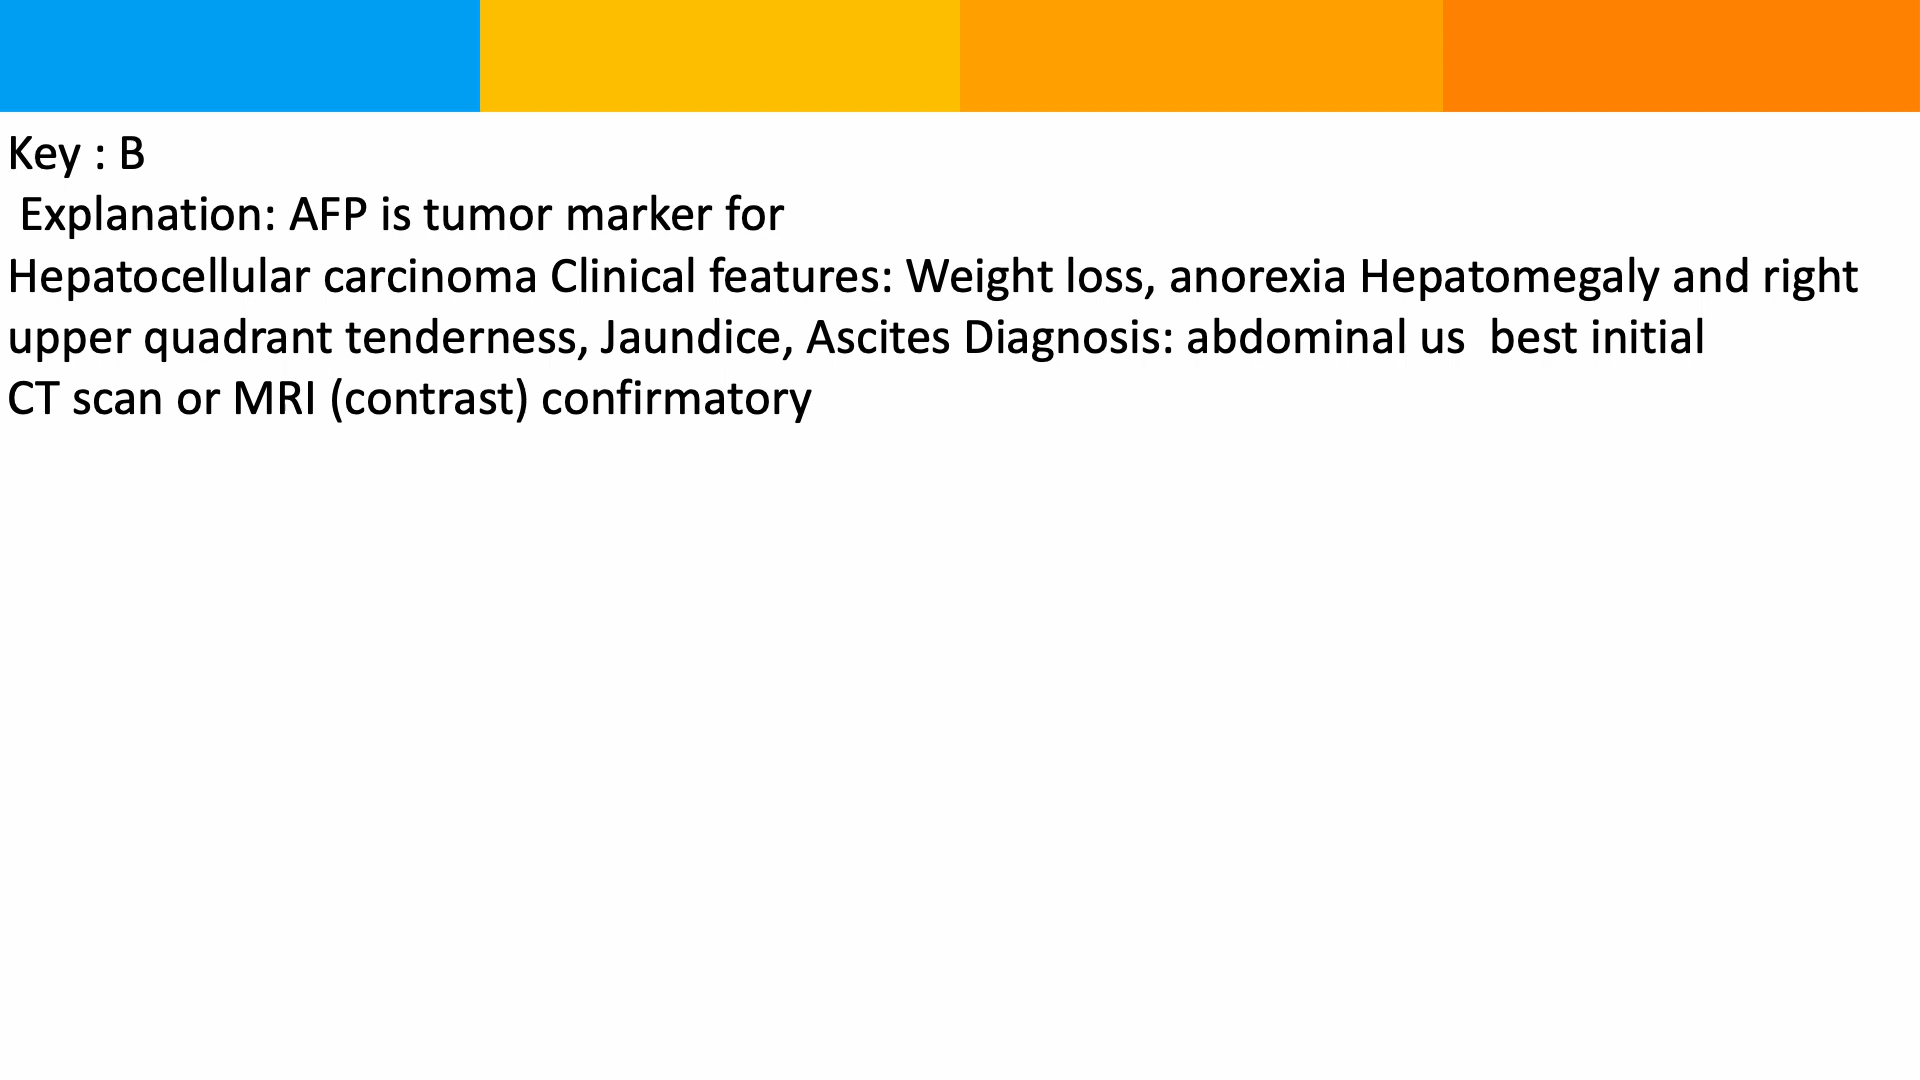 Key : B
Explanation: AFP is tumor marker for
Hepatocellular carcinoma Clinical features: Weight loss, anorexia Hepatomegaly and right
upper quadrant tenderness, Jaundice, Ascites Diagnosis: abdominal us  best initial
CT scan or MRI (contrast) confirmatory